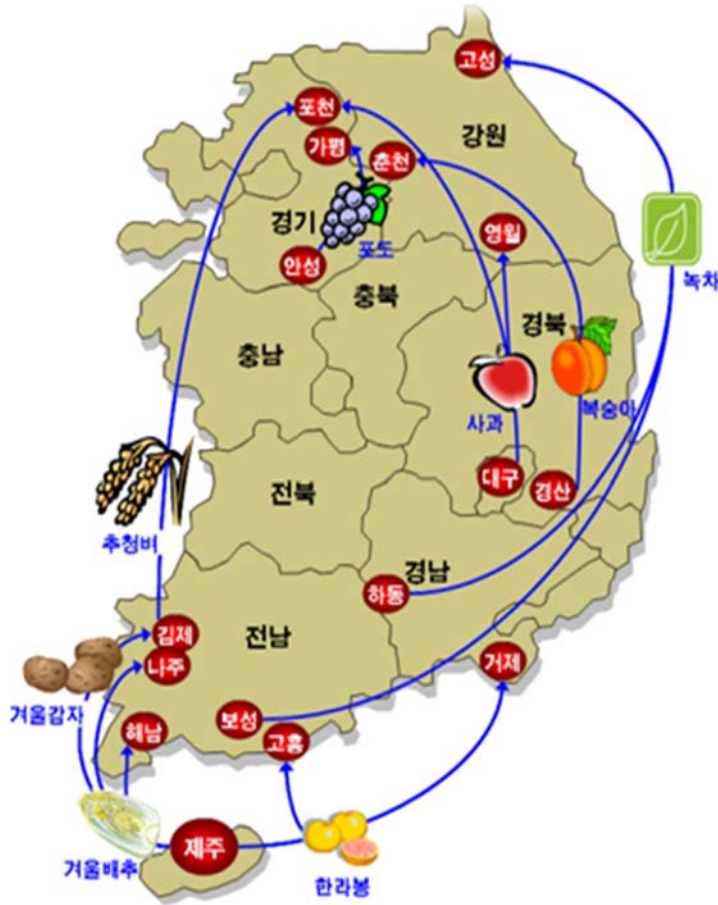 고성
포천
강원
가평
춘천
경기
영월
포도
안성
녹차
충북
경북
충남
사과
복숭아
대구
경산
전북
추청벼
경남
하동
김제
전남
나주
거제
겨울감자
보성
해남
고흥
제주
겨울배추
한라봉